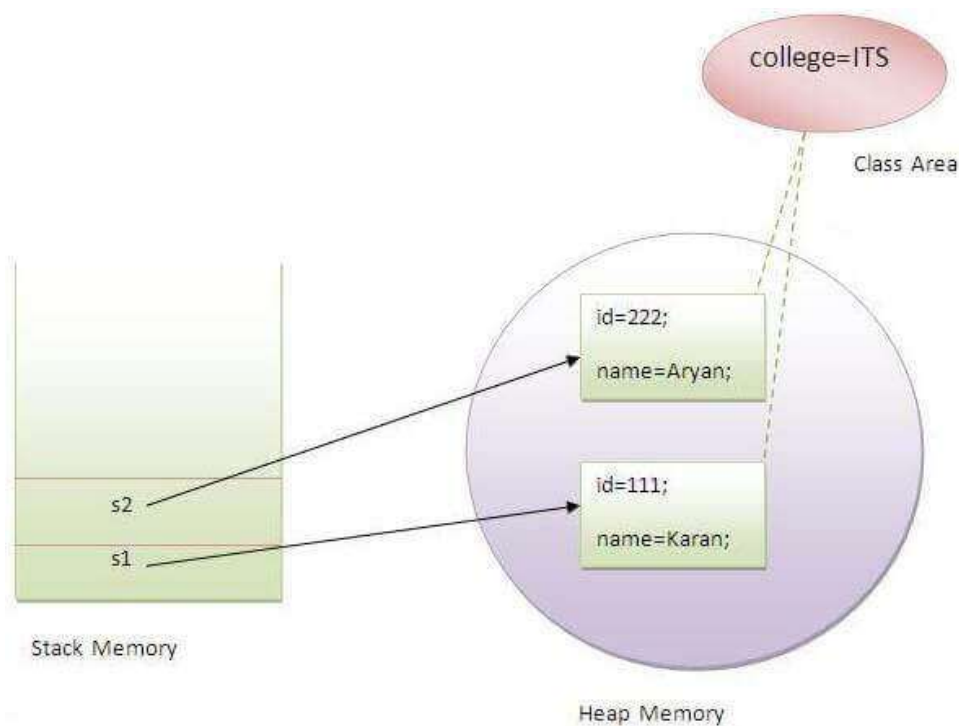 college=ITS
Class Area
id=222;
name=Aryan;
id=111;
name=Karan;
s2
s1
Stack Memory
Heap Memory